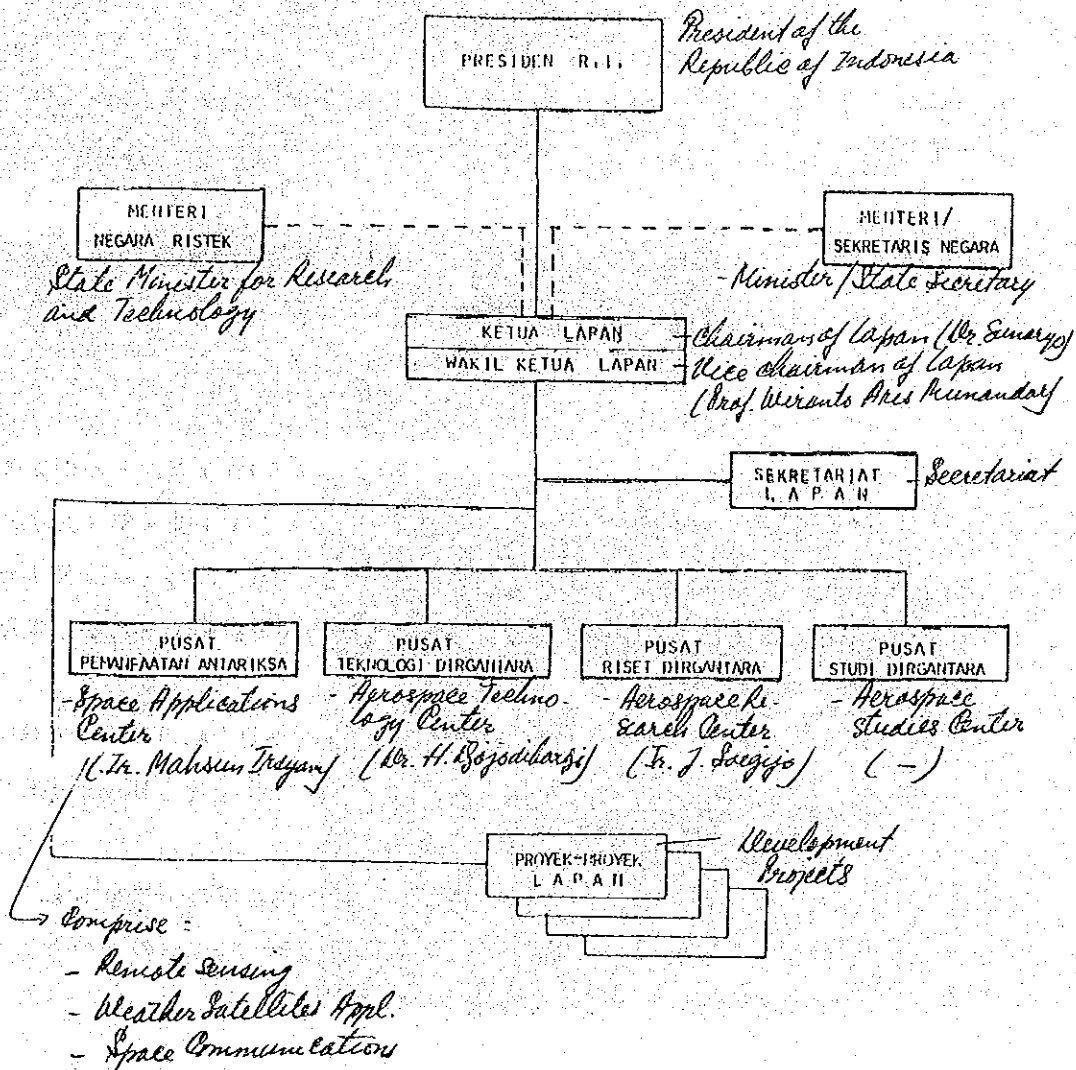 PRESIDEN R.I.
President of the
Republic of Indonesia
MENTERI
NEGARA RISTEK
State Minister for Research
and Technology
MENTERI/
SEKRETARIS NEGARA
- Minister/State Secretary
KETUA LAPAN
- Chairman of Lapan (Dr. Sunaryo)
WAKIL KETUA LAPAN
- Vice Chairman of Lapan
(Prof. Wiranto Aris Munandar)
SEKRETARIAT
LAPAN
- Secretariat
PUSAT
PEMANFAATAN ANTARIKSA
- Space Applications
Center
(Ir. Mahsun Irsyam)
PUSAT
TEKNOLOGI DIRGANTARA
- Aerospace Techno-
logy Center
(Dr. H.
PUSAT
RISET DIRGANTARA
- Aerospace Re-
search Center
(Ir. J. Soegijo)
PUSAT
STUDI DIRGANTARA
- Aerospace
Studies Center
( - )
PROYEK-PROYEK
LAPAN
Development
Projects
Comprise :
- Remote Sensing
- Weather Satellites Appl.
- Space Communications